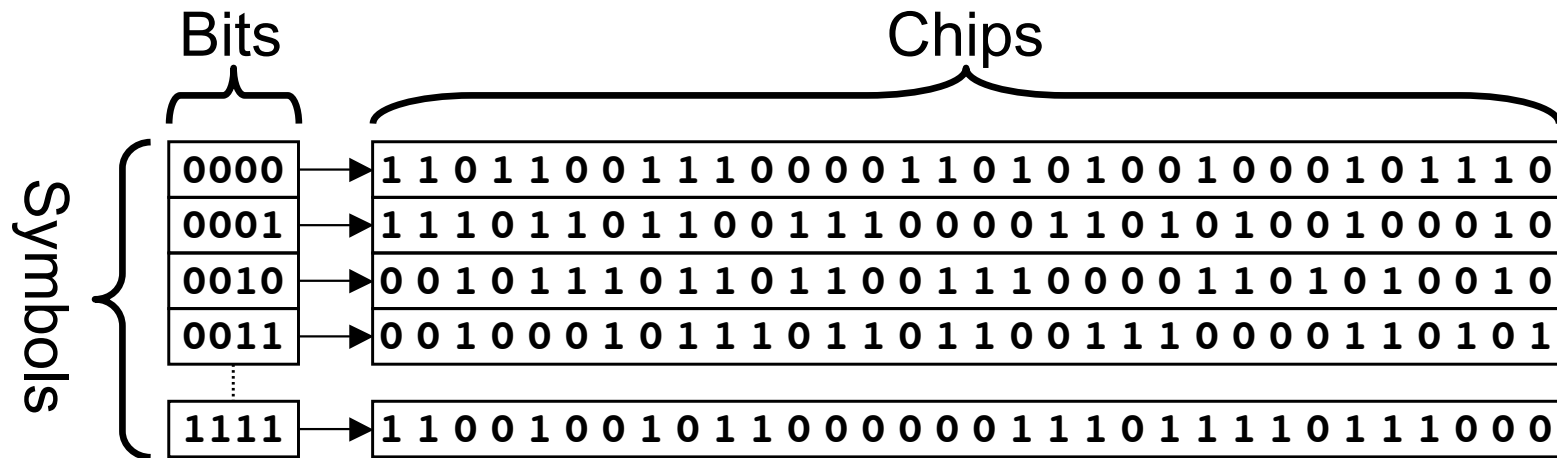 Bits
Chips
Symbols
0000 1 1 0 1 1 0 0 1 1 1 0 0 0 0 1 1 0 1 0 1 0 0 1 0 0 0 1 0 1 1 1 0
0001 1 1 1 0 1 1 0 1 1 0 0 1 1 1 0 0 0 0 1 1 0 1 0 1 0 0 1 0 0 0 1 0
0010 0 0 1 0 1 1 1 0 1 1 0 1 1 0 0 1 1 1 0 0 0 0 1 1 0 1 0 1 0 0 1 0
0011 0 0 1 0 0 0 1 0 1 1 1 0 1 1 0 1 1 0 0 1 1 1 0 0 0 0 1 1 0 1 0 1
1111 1 1 0 0 1 0 0 1 0 1 1 0 0 0 0 0 0 1 1 1 0 1 1 1 1 0 1 1 1 0 0 0